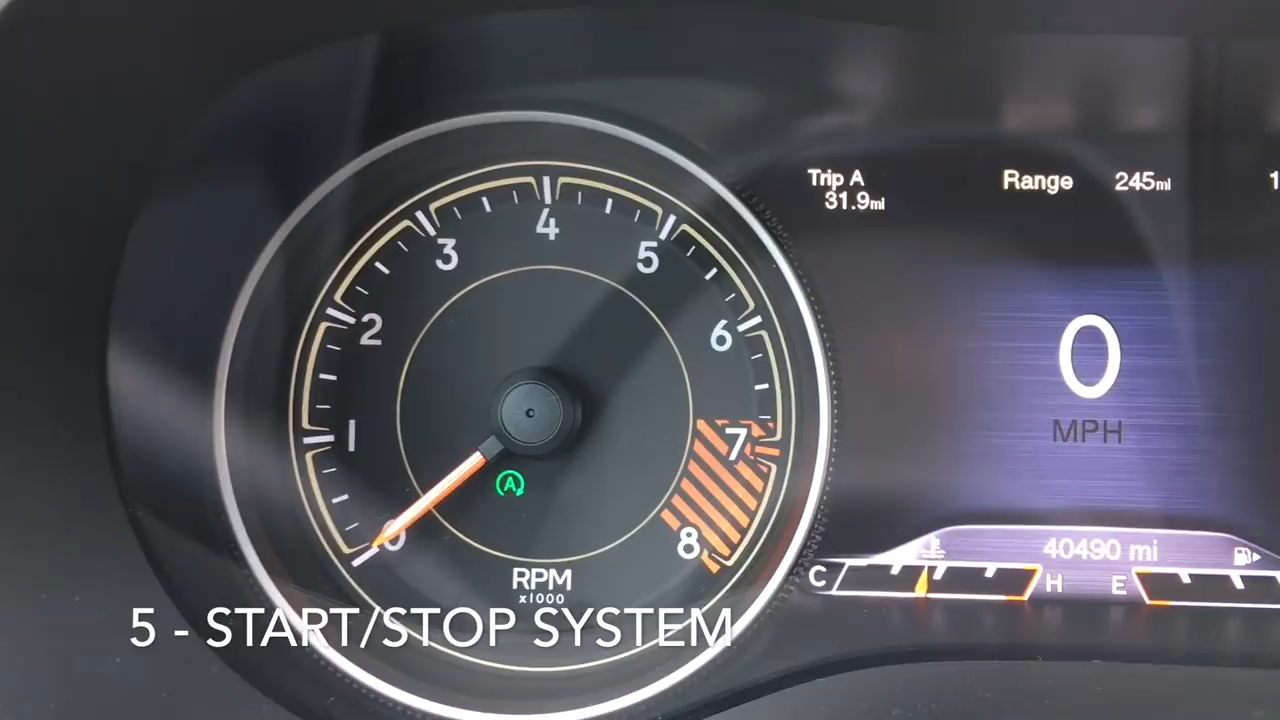 Trip A
31.9mi
Range 245mi
1
0
1
2
3
4
5
6
7
8
A
RPM
x1000
0
MPH
40490 mi
C H E
5 - START/STOP SYSTEM